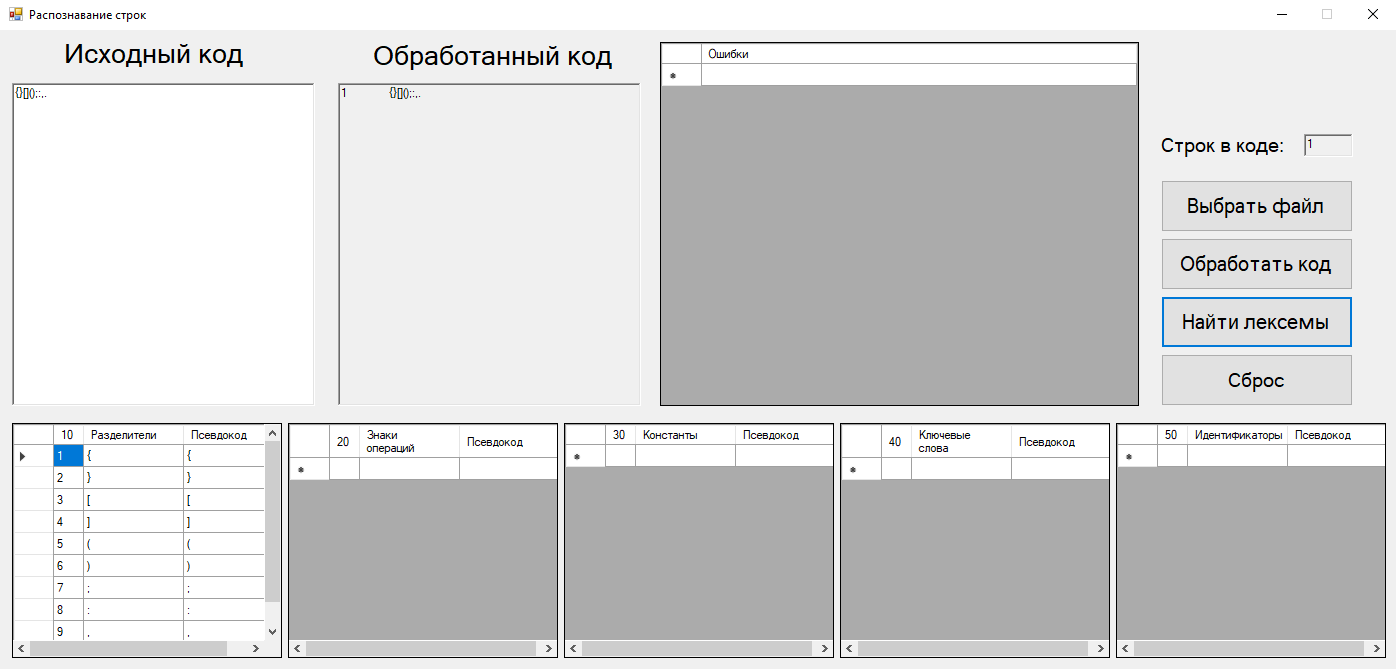 Распознавание строк
Исходный код
Обработанный код
{}[]();:,.
1 {}[]();:,.
Ошибки
Строк в коде: 1
Выбрать файл
Обработать код
Найти лексемы
Сброс
10 Разделители Псевдокод
1 { {
2 } }
3 [ [
4 ] ]
5 ( (
6 ) )
7 ; ;
8 : :
9 , ,
20 Знаки операций Псевдокод
30 Константы Псевдокод
40 Ключевые слова Псевдокод
50 Идентификаторы Псевдокод